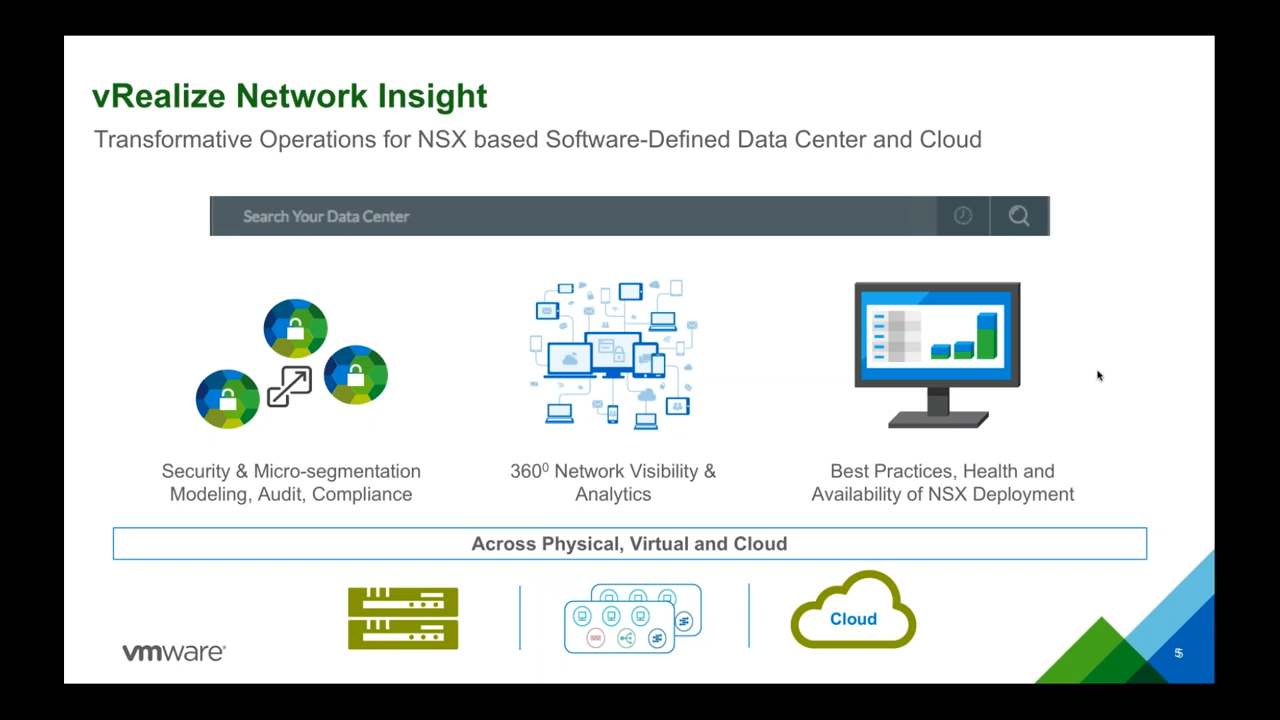 vRealize Network Insight
Transformative Operations for NSX based Software-Defined Data Center and Cloud
Search Your Data Center
Security & Micro-segmentation
Modeling, Audit, Compliance
360⁰ Network Visibility &
Analytics
Best Practices, Health and
Availability of NSX Deployment
Across Physical, Virtual and Cloud
Cloud
vmware®
5